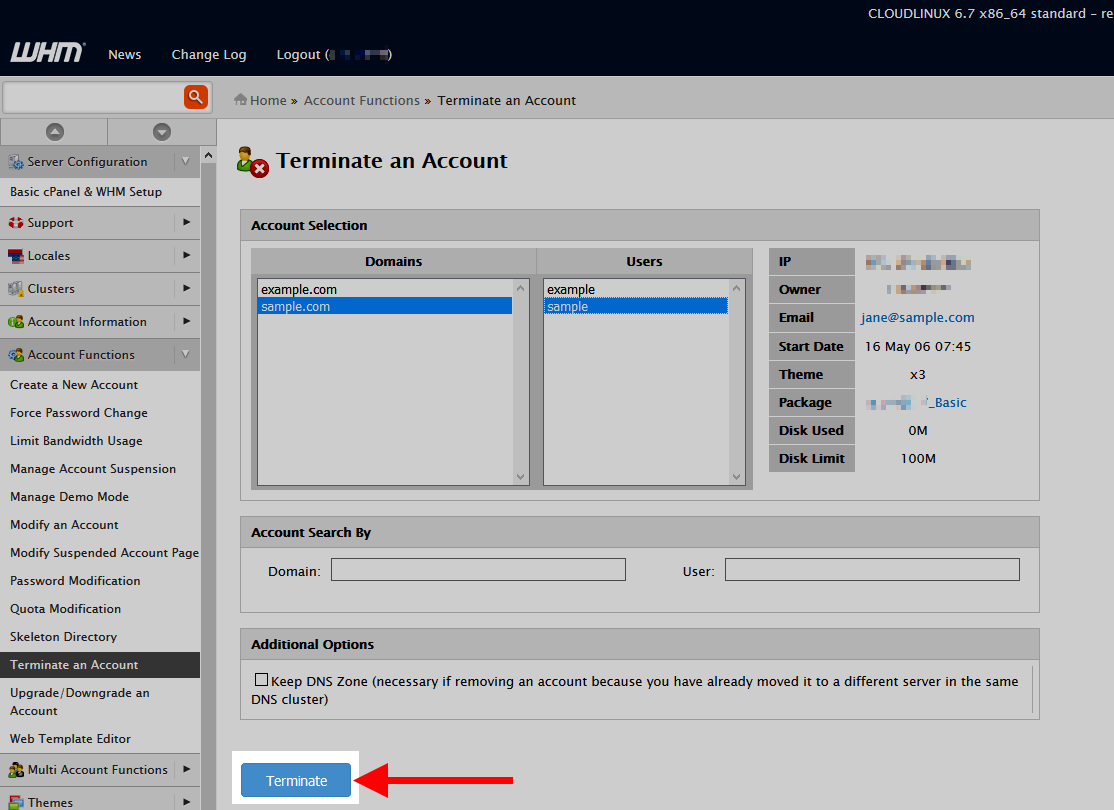 CLOUDLINUX 6.7 x86_64 standard – re
WHM News Change Log Logout ( )
Home » Account Functions » Terminate an Account
Server Configuration
Basic cPanel & WHM Setup
Support
Locales
Clusters
Account Information
Account Functions
Create a New Account
Force Password Change
Limit Bandwidth Usage
Manage Account Suspension
Manage Demo Mode
Modify an Account
Modify Suspended Account Page
Password Modification
Quota Modification
Skeleton Directory
Terminate an Account
Upgrade/Downgrade an
Account
Web Template Editor
Multi Account Functions
Themes
Terminate an Account
Account Selection
Domains
example.com
sample.com
Users
example
sample
IP
Owner
Email jane@sample.com
Start Date 16 May 06 07:45
Theme x3
Package _Basic
Disk Used 0M
Disk Limit 100M
Account Search By
Domain: User:
Additional Options
Keep DNS Zone (necessary if removing an account because you have already moved it to a different server in the same
DNS cluster)
Terminate